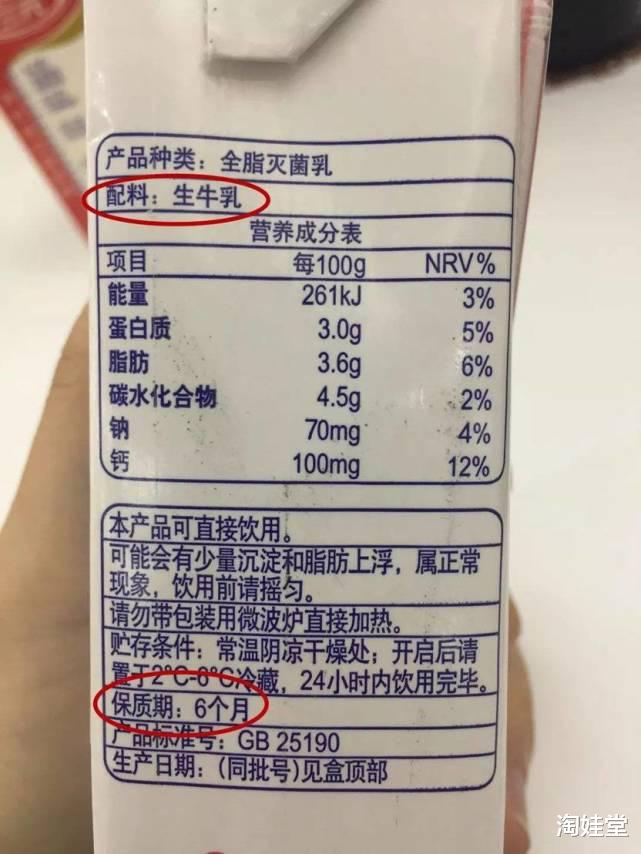 产品种类：全脂灭菌乳
配料：生牛乳
营养成分表
项目 每100g NRV%
能量 261kJ 3%
蛋白质 3.0g 5%
脂肪 3.6g 6%
碳水化合物 4.5g 2%
钠 70mg 4%
钙 100mg 12%
本产品可直接饮用。
可能会有少量沉淀和脂肪上浮，属正常
现象，饮用前请摇匀。
请勿带包装用微波炉直接加热。
贮存条件：常温阴凉干燥处；开启后请
置于2°C-6°C冷藏，24小时内饮用完毕。
保质期：6个月
产品标准号：GB 25190
生产日期：（同批号）见盒顶部
淘娃堂